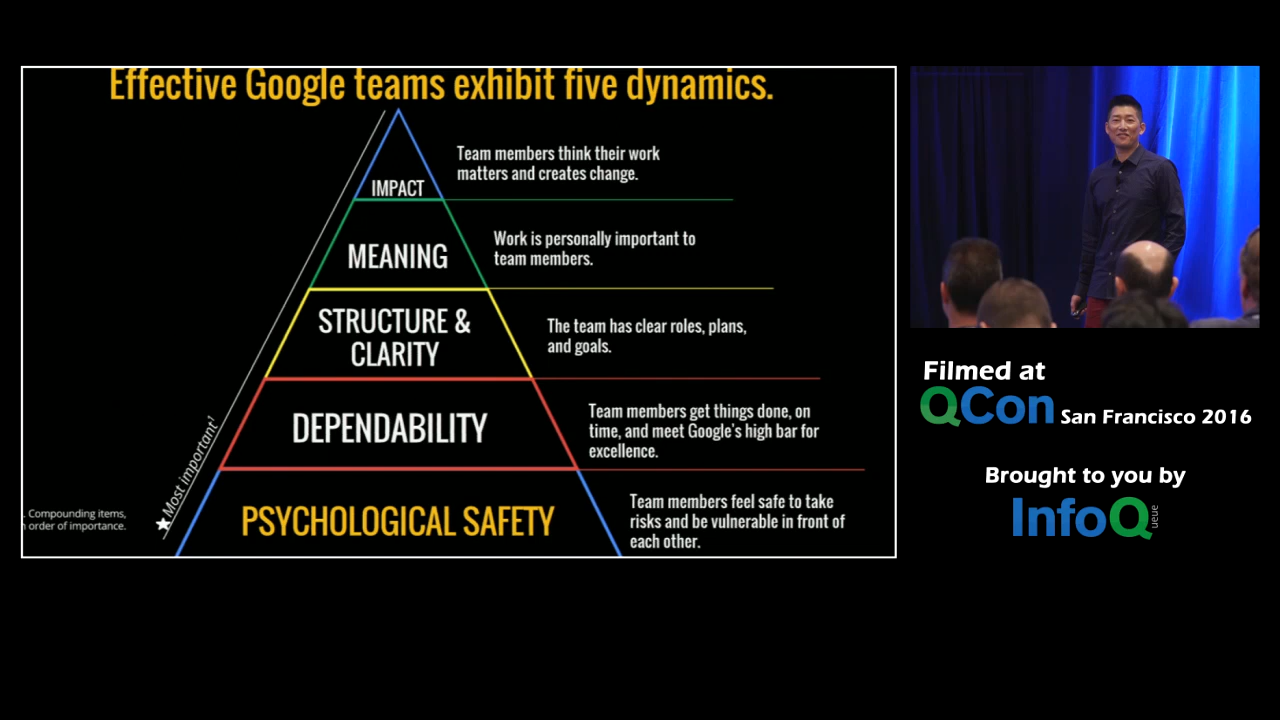 Effective Google teams exhibit five dynamics.
IMPACT
Team members think their work
matters and creates change.
MEANING
Work is personally important to
team members.
STRUCTURE &
CLARITY
The team has clear roles, plans,
and goals.
DEPENDABILITY
Team members get things done, on
time, and meet Google's high bar for
excellence.
PSYCHOLOGICAL SAFETY
Team members feel safe to take
risks and be vulnerable in front of
each other.
★ Most important¹
. Compounding items,
order of importance.
Filmed at
QCon San Francisco 2016
Brought to you by
InfoQ
ueue